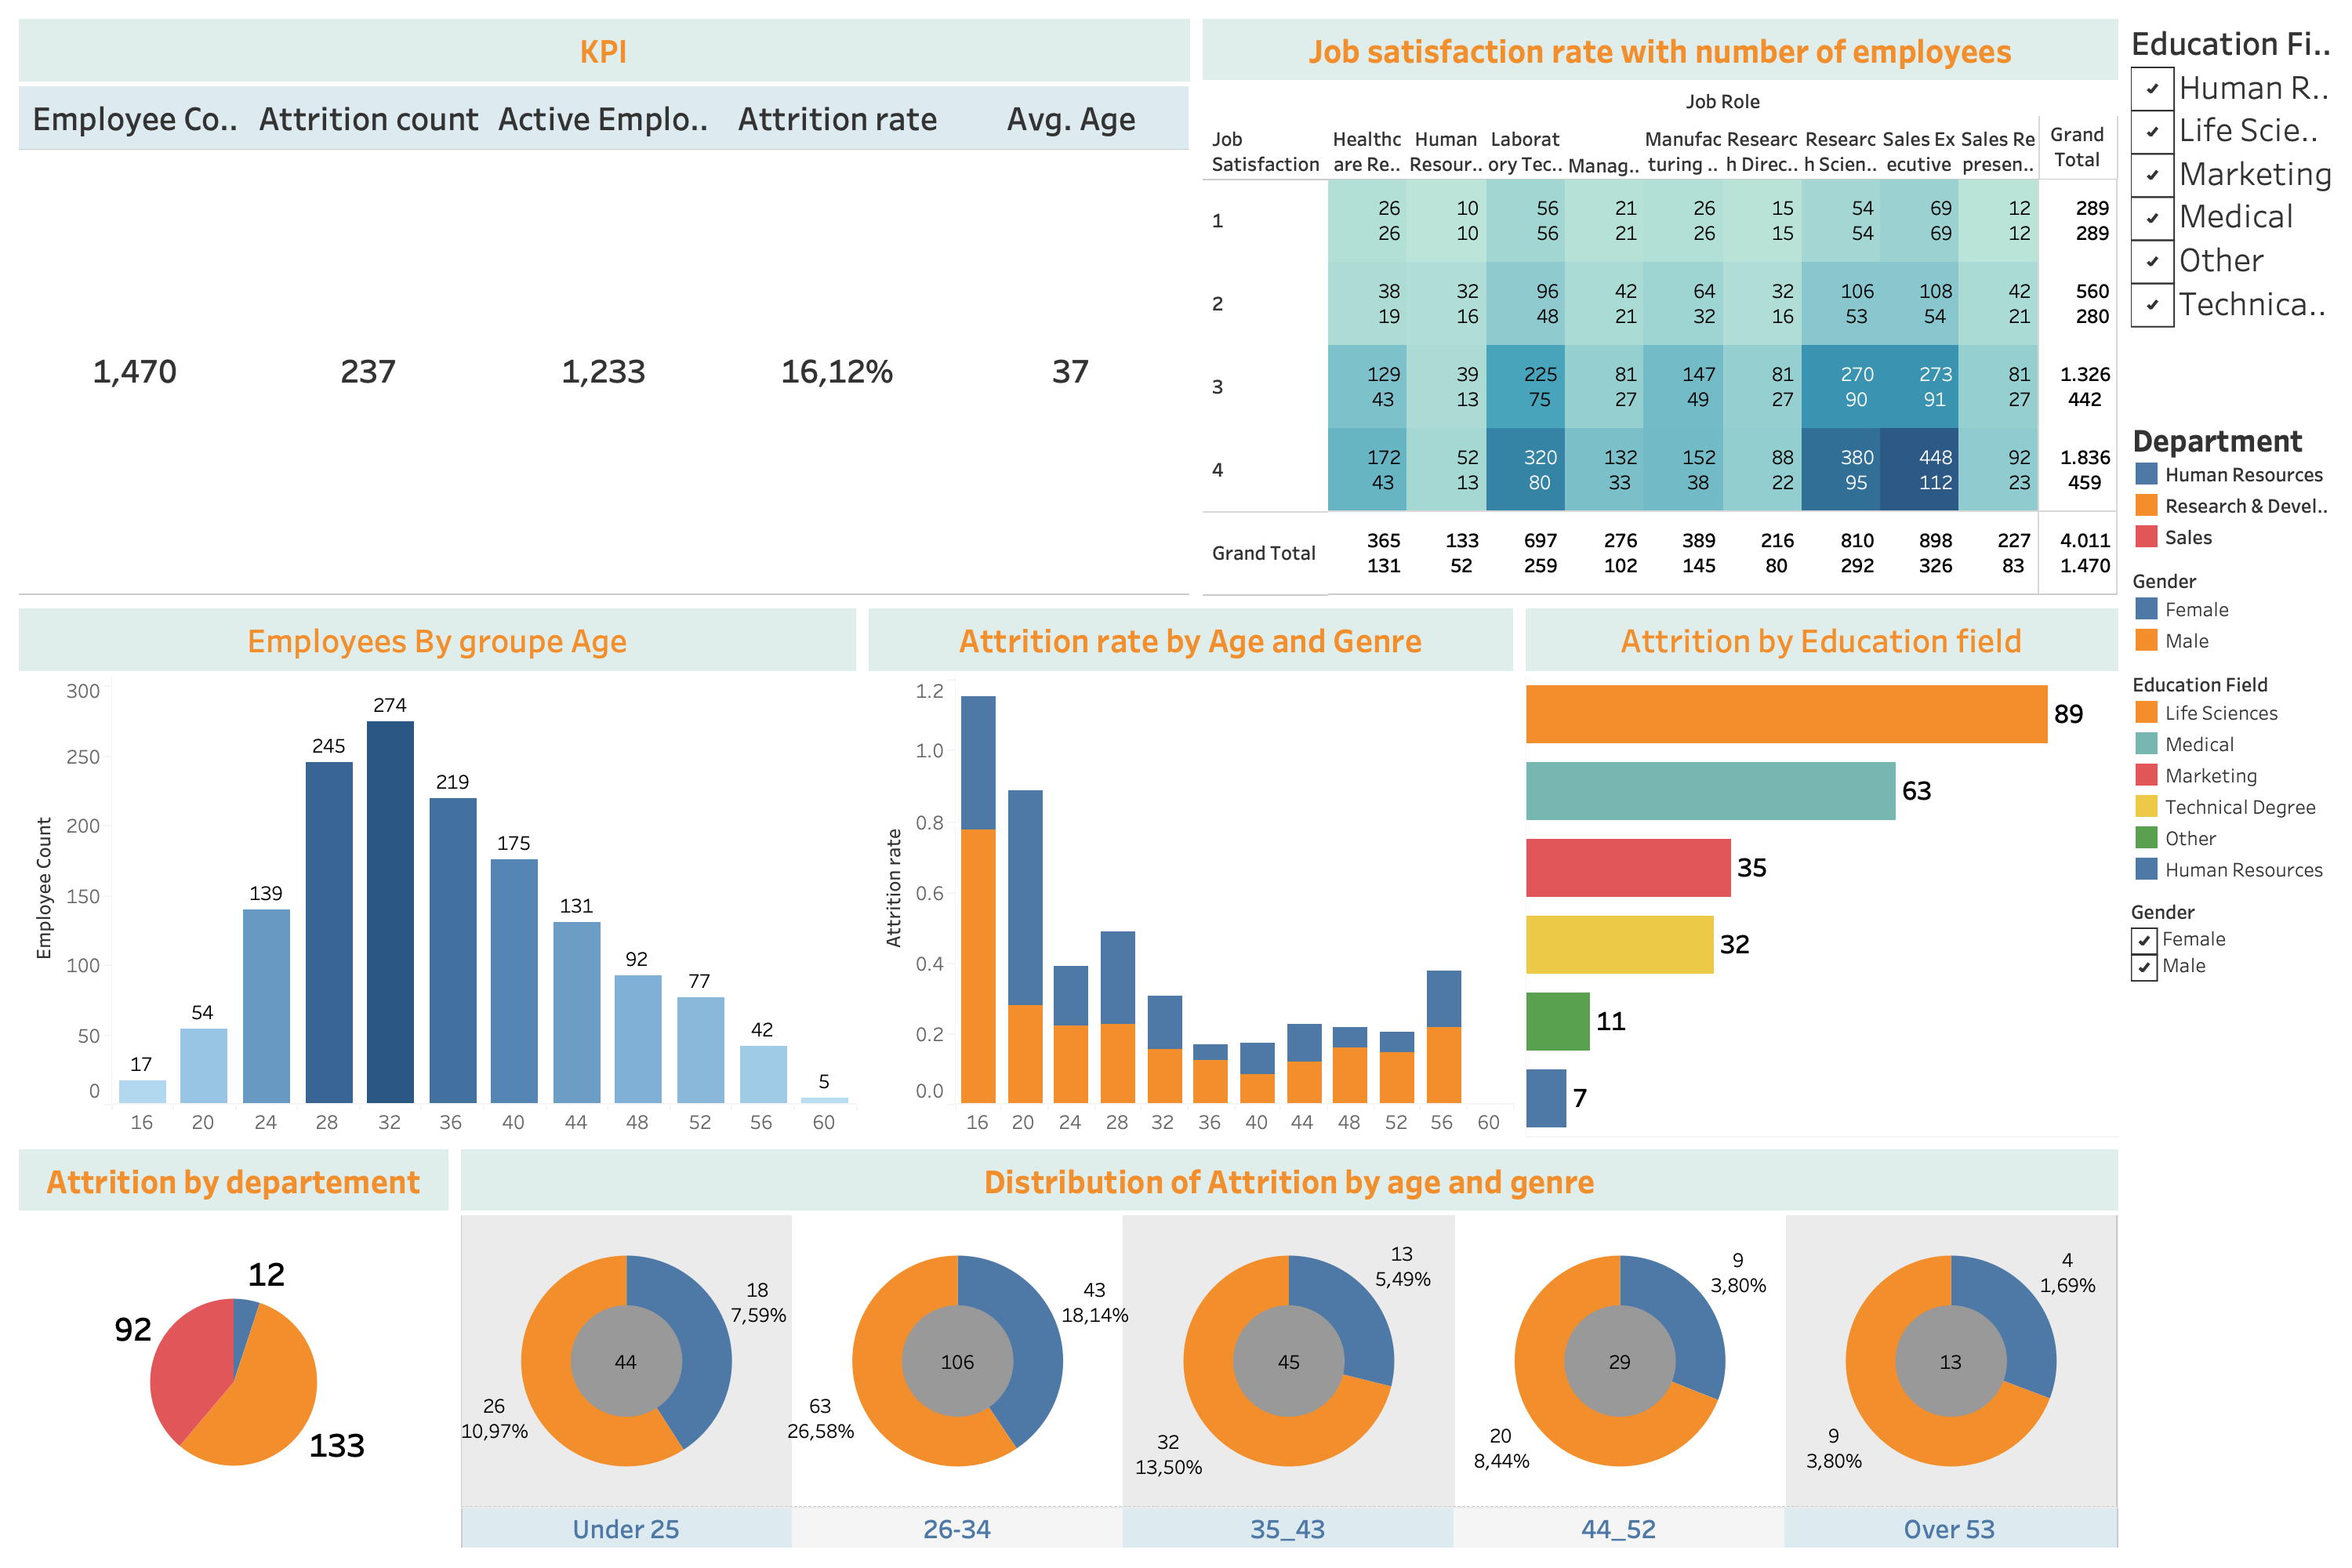 KPI
Employee Co.. Attrition count Active Emplo.. Attrition rate Avg. Age
1,470 237 1,233 16,12% 37
Job satisfaction rate with number of employees
Job Role
Job Satisfaction Healthc are Re.. Human Resour.. Laborat ory Tec.. Manag.. Manufac turing .. Researc h Direc.. Researc h Scien.. Sales Ex ecutive Sales Re presen.. Grand Total
1
26 10 56 21 26 15 54 69 12 289
26 10 56 21 26 15 54 69 12 289
2
38 32 96 42 64 32 106 108 42 560
19 16 48 21 32 16 53 54 21 280
3
129 39 225 81 147 81 270 273 81 1.326
43 13 75 27 49 27 90 91 27 442
4
172 52 320 132 152 88 380 448 92 1.836
43 13 80 33 38 22 95 112 23 459
Grand Total
365 133 697 276 389 216 810 898 227 4.011
131 52 259 102 145 80 292 326 83 1.470
Education Fi..
Human R..
Life Scie..
Marketing
Medical
Other
Technica..
Department
Human Resources
Research & Devel..
Sales
Gender
Female
Male
Education Field
Life Sciences
Medical
Marketing
Technical Degree
Other
Human Resources
Gender
Female
Male
Employees By groupe Age
Employee Count
300
250
200
150
100
50
0
17 54 139 245 274 219 175 131 92 77 42 5
16 20 24 28 32 36 40 44 48 52 56 60
Attrition rate by Age and Genre
Attrition rate
1.2
1.0
0.8
0.6
0.4
0.2
0.0
16 20 24 28 32 36 40 44 48 52 56 60
Attrition by Education field
89
63
35
32
11
7
Attrition by departement
12
92
133
Distribution of Attrition by age and genre
18
7,59%
44
26
10,97%
43
18,14%
106
63
26,58%
13
5,49%
45
32
13,50%
9
3,80%
29
20
8,44%
4
1,69%
13
9
3,80%
Under 25 26-34 35_43 44_52 Over 53